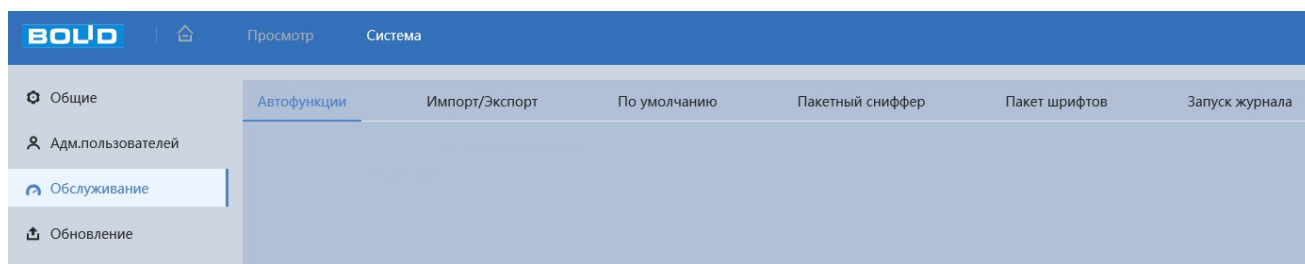 BOLID Просмотр Система
Общие
Автофункции Импорт/Экспорт По умолчанию Пакетный сниффер Пакет шрифтов Запуск журнала
Адм.пользователей
Обслуживание
Обновление